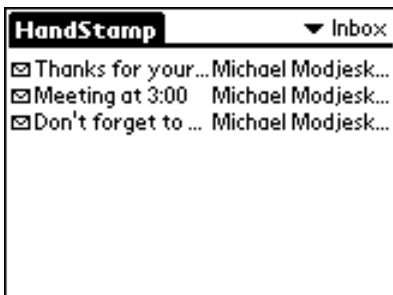 HandStamp Inbox
Thanks for your... Michael Modjesk...
Meeting at 3:00 Michael Modjesk...
Don't forget to ... Michael Modjesk...